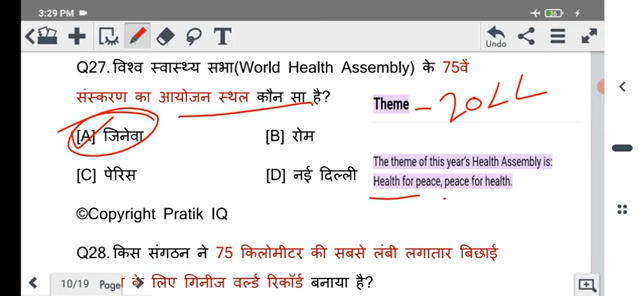 3:29 PM
36
T
Undo
Q27.विश्व स्वास्थ्य सभा(World Health Assembly) के 75वें
संस्करण का आयोजन स्थल कौन सा है?
Theme - 2022
[A] जिनेवा
[B] रोम
The theme of this year's Health Assembly is:
Health for peace, peace for health.
[C] पेरिस
[D] नई दिल्ली
©Copyright Pratik IQ
Q28.किस संगठन ने 75 किलोमीटर की सबसे लंबी लगातार बिछाई
के लिए गिनीज वर्ल्ड रिकॉर्ड बनाया है?
10/19 Page